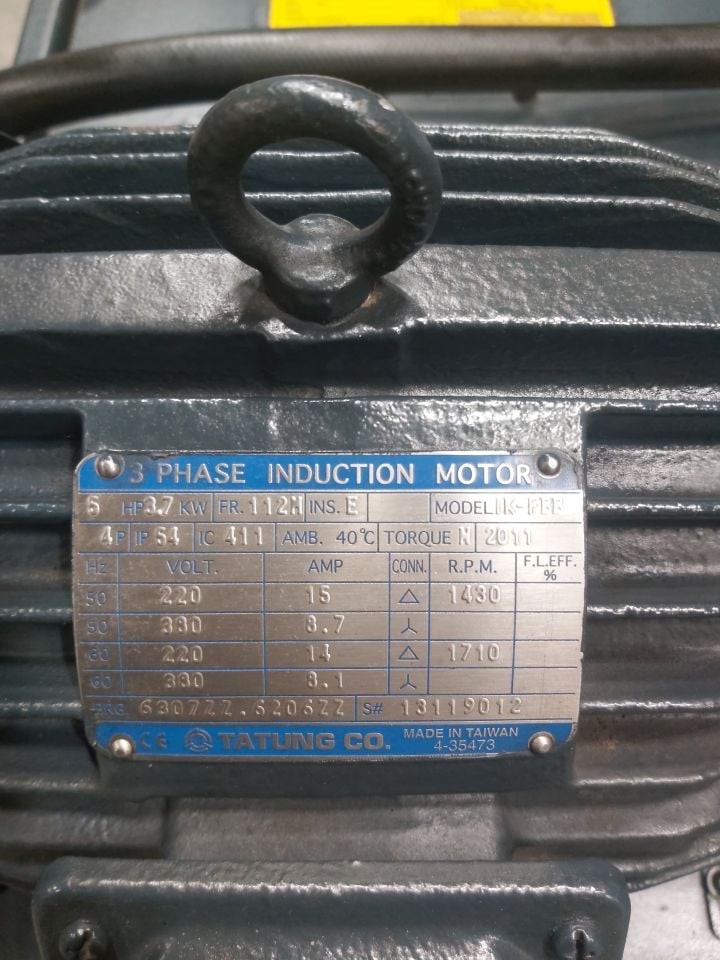 3 PHASE INDUCTION MOTOR
5 HP 3.7 KW FR. 112M INS. E MODEL IK-FBB
4 P IP 54 IC 411 AMB. 40℃ TORQUE N 2011
Hz VOLT. AMP CONN. R.P.M. F.L.EFF. %
50 220 15 △ 1430
50 380 8.7 人
60 220 14 △ 1710
60 380 8.1 人
BRG 6307ZZ.6206ZZ S# 13119012
CE TATUNG CO. MADE IN TAIWAN
4-35473